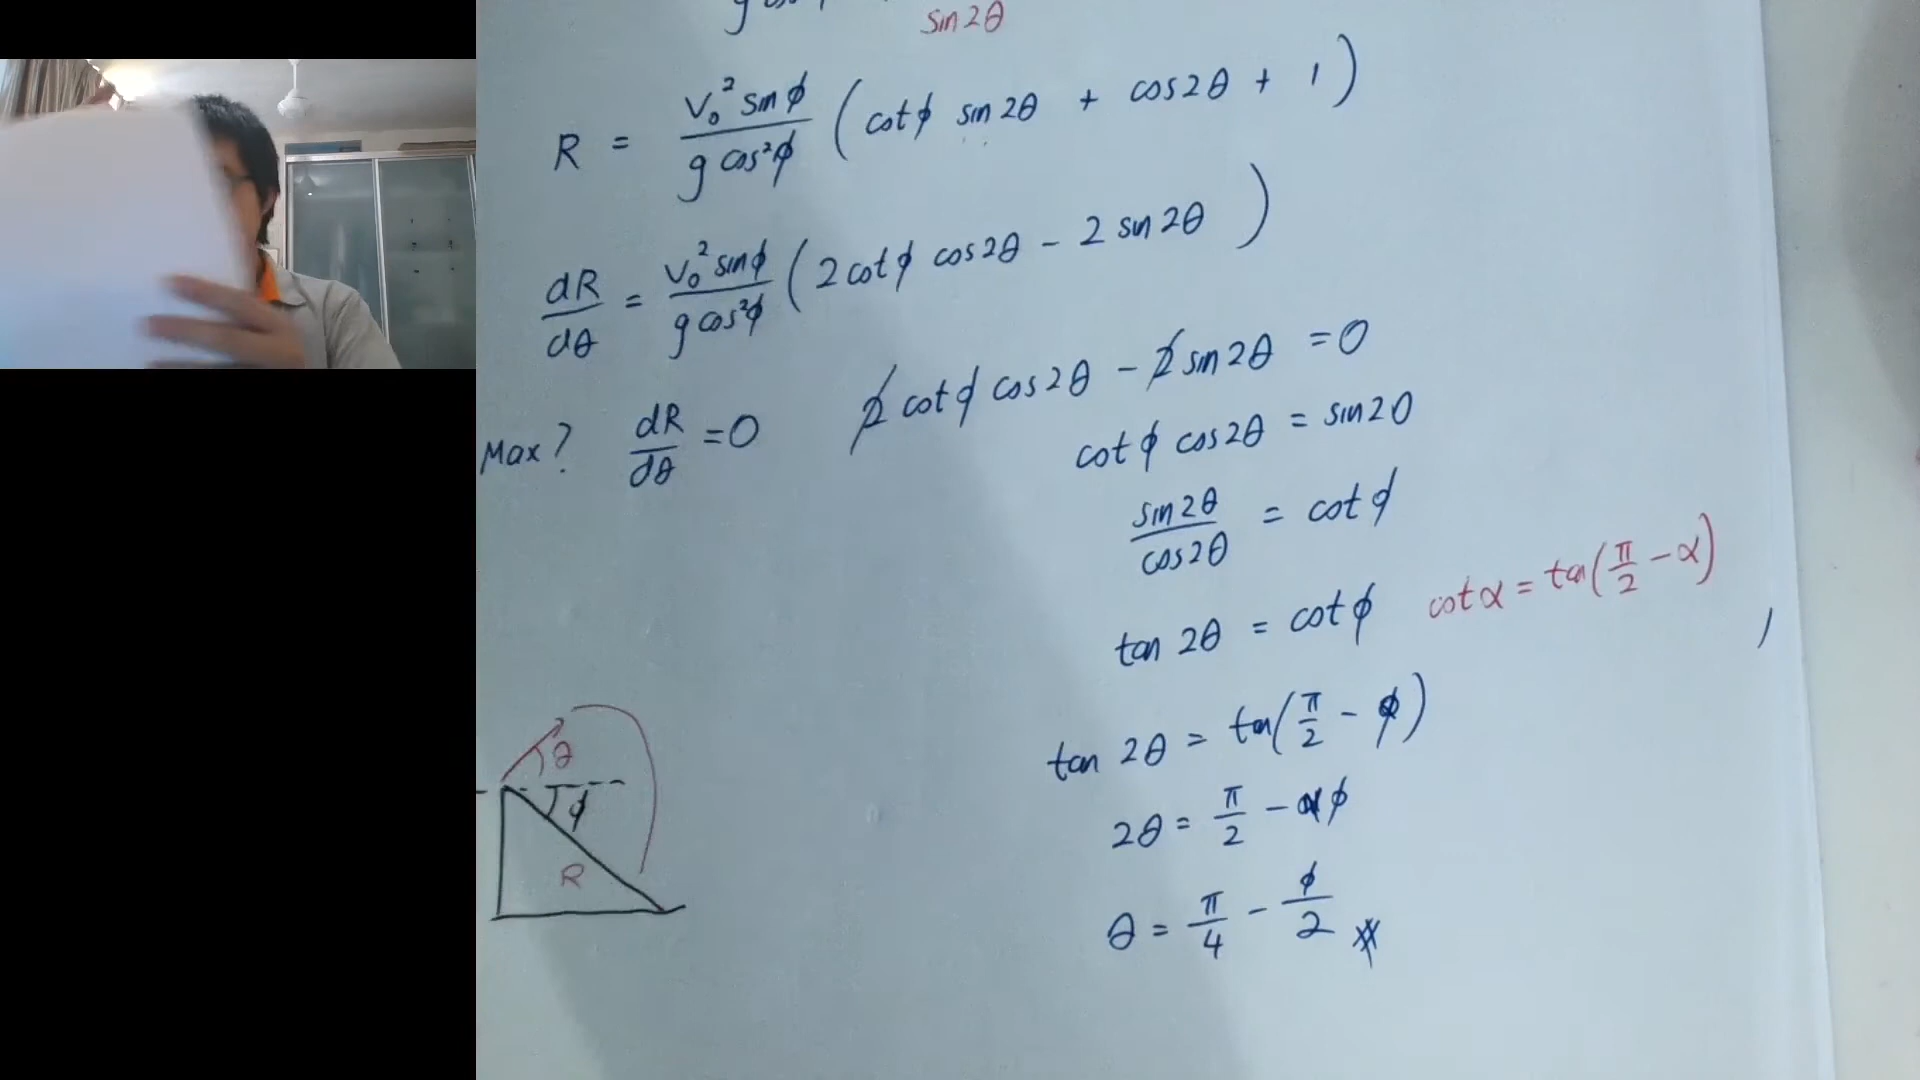 sin 2θ
R = v₀² sin ϕ / g cos² ϕ ( cot ϕ sin 2θ + cos 2θ + 1 )
dR/dθ = v₀² sin ϕ / g cos² ϕ ( 2 cot ϕ cos 2θ - 2 sin 2θ )
Max? dR/dθ = 0 2 cot ϕ cos 2θ - 2 sin 2θ = 0
cot ϕ cos 2θ = sin 2θ
sin 2θ / cos 2θ = cot ϕ
tan 2θ = cot ϕ cot α = tan ( π/2 - α )
tan 2θ = tan ( π/2 - ϕ )
2θ = π/2 - ϕ
θ = π/4 - ϕ/2
θ
ϕ
R